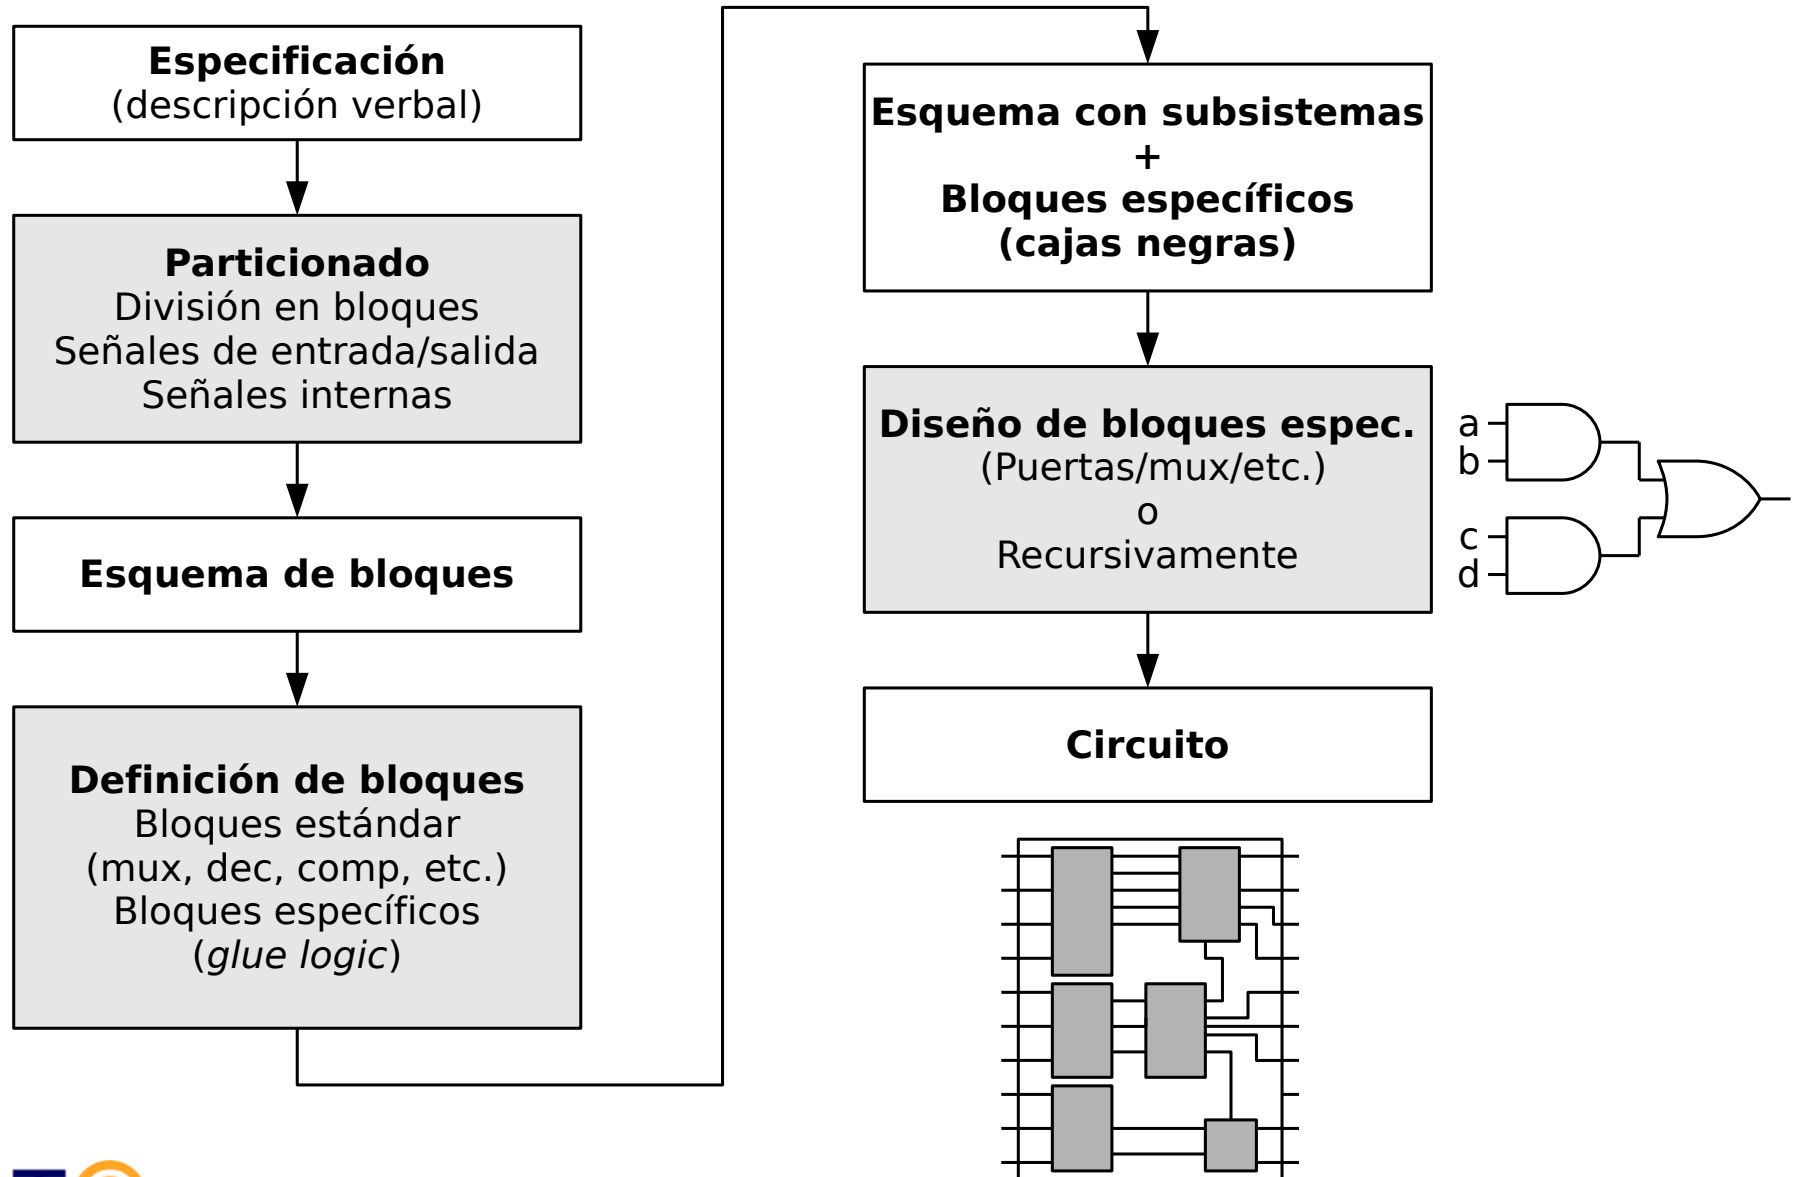 Especificación
(descripción verbal)
Particionado
División en bloques
Señales de entrada/salida
Señales internas
Esquema de bloques
Definición de bloques
Bloques estándar
(mux, dec, comp, etc.)
Bloques específicos
(glue logic)
Esquema con subsistemas
+
Bloques específicos
(cajas negras)
Diseño de bloques espec.
(Puertas/mux/etc.)
o
Recursivamente
a
b
c
d
Circuito